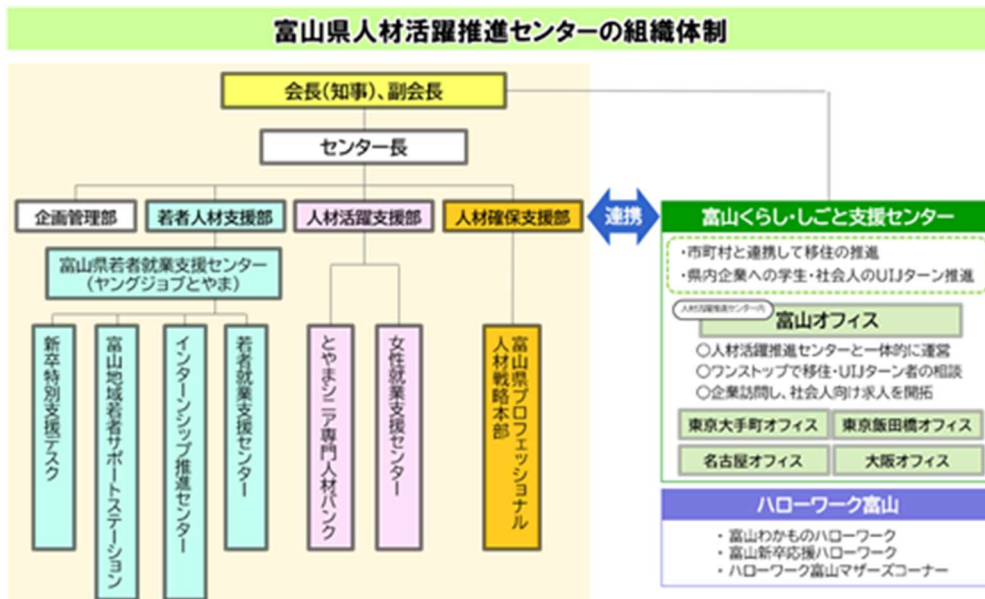 富山県人材活躍推進センターの組織体制
会長(知事)、副会長
センター長
企画管理部
若者人材支援部
人材活躍支援部
人材確保支援部
富山県若者就業支援センター
(ヤングジョブとやま)
新卒特別支援デスク
富山地域若者サポートステーション
インターンシップ推進センター
若者就業支援センター
とやまシニア専門人材バンク
女性就業支援センター
富山県プロフェッショナル
人材戦略本部
連携
富山くらし・しごと支援センター
・市町村と連携して移住の推進
・県内企業への学生・社会人のUIJターン推進
人材活躍推進センター内
富山オフィス
○人材活躍推進センターと一体的に運営
○ワンストップで移住・UIJターン者の相談
○企業訪問し、社会人向け求人を開拓
東京大手町オフィス
東京飯田橋オフィス
名古屋オフィス
大阪オフィス
ハローワーク富山
・富山わかものハローワーク
・富山新卒応援ハローワーク
・ハローワーク富山マザーズコーナー